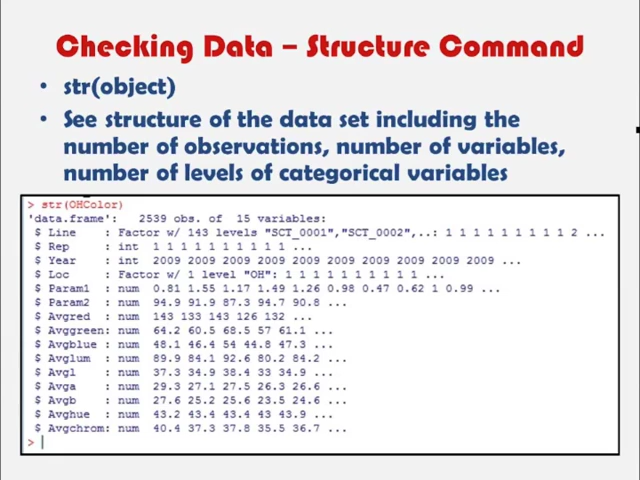 Checking Data – Structure Command
• str(object)
• See structure of the data set including the
number of observations, number of variables,
number of levels of categorical variables
> str(OHColor)
'data.frame':   2539 obs. of  15 variables:
 $ Line    : Factor w/ 143 levels "SCT_0001","SCT_0002",..: 1 1 1 1 1 1 1 1 1 2 ...
 $ Rep     : int  1 1 1 1 1 1 1 1 1 1 ...
 $ Year    : int  2009 2009 2009 2009 2009 2009 2009 2009 2009 2009 ...
 $ Loc     : Factor w/ 1 level "OH": 1 1 1 1 1 1 1 1 1 1 ...
 $ Param1  : num  0.81 1.55 1.17 1.49 1.26 0.98 0.47 0.62 1 0.99 ...
 $ Param2  : num  94.9 91.9 87.3 94.7 90.8 ...
 $ Avgred  : num  143 133 143 126 132 ...
 $ Avggreen: num  64.2 60.5 68.5 57 61.1 ...
 $ Avgblue : num  48.1 46.4 54 44.8 47.3 ...
 $ Avglum  : num  89.9 84.1 92.6 80.2 84.2 ...
 $ Avgl    : num  37.3 34.9 38.4 33 34.9 ...
 $ Avga    : num  29.3 27.1 27.5 26.3 26.6 ...
 $ Avgb    : num  27.6 25.2 25.6 23.5 24.6 ...
 $ Avghue  : num  43.2 43.4 43.4 43 43.9 ...
 $ Avgchrom: num  40.4 37.3 37.8 35.5 36.7 ...
> |